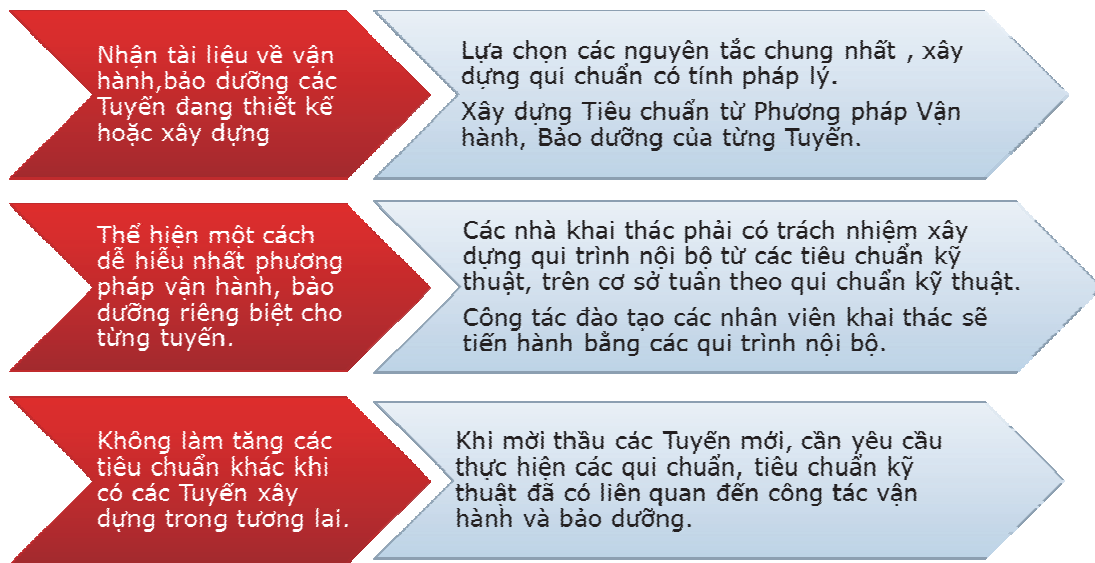 Nhận tài liệu về vận
hành,bảo dưỡng các
Tuyến đang thiết kế
hoặc xây dựng
Lựa chọn các nguyên tắc chung nhất , xây
dựng qui chuẩn có tính pháp lý.
Xây dựng Tiêu chuẩn từ Phương pháp Vận
hành, Bảo dưỡng của từng Tuyến.
Thể hiện một cách
dễ hiễu nhất phương
pháp vận hành, bảo
dưỡng riêng biệt cho
từng tuyến.
Các nhà khai thác phải có trách nhiệm xây
dựng qui trình nội bộ từ các tiêu chuẩn kỹ
thuật, trên cơ sở tuân theo qui chuẩn kỹ thuật.
Công tác đào tạo các nhân viên khai thác sẽ
tiến hành bằng các qui trình nội bộ.
Không làm tăng các
tiêu chuẩn khác khi
có các Tuyến xây
dựng trong tương lai.
Khi mời thầu các Tuyến mới, cần yêu cầu
thực hiện các qui chuẩn, tiêu chuẩn kỹ
thuật đã có liên quan đến công tác vận
hành và bảo dưỡng.